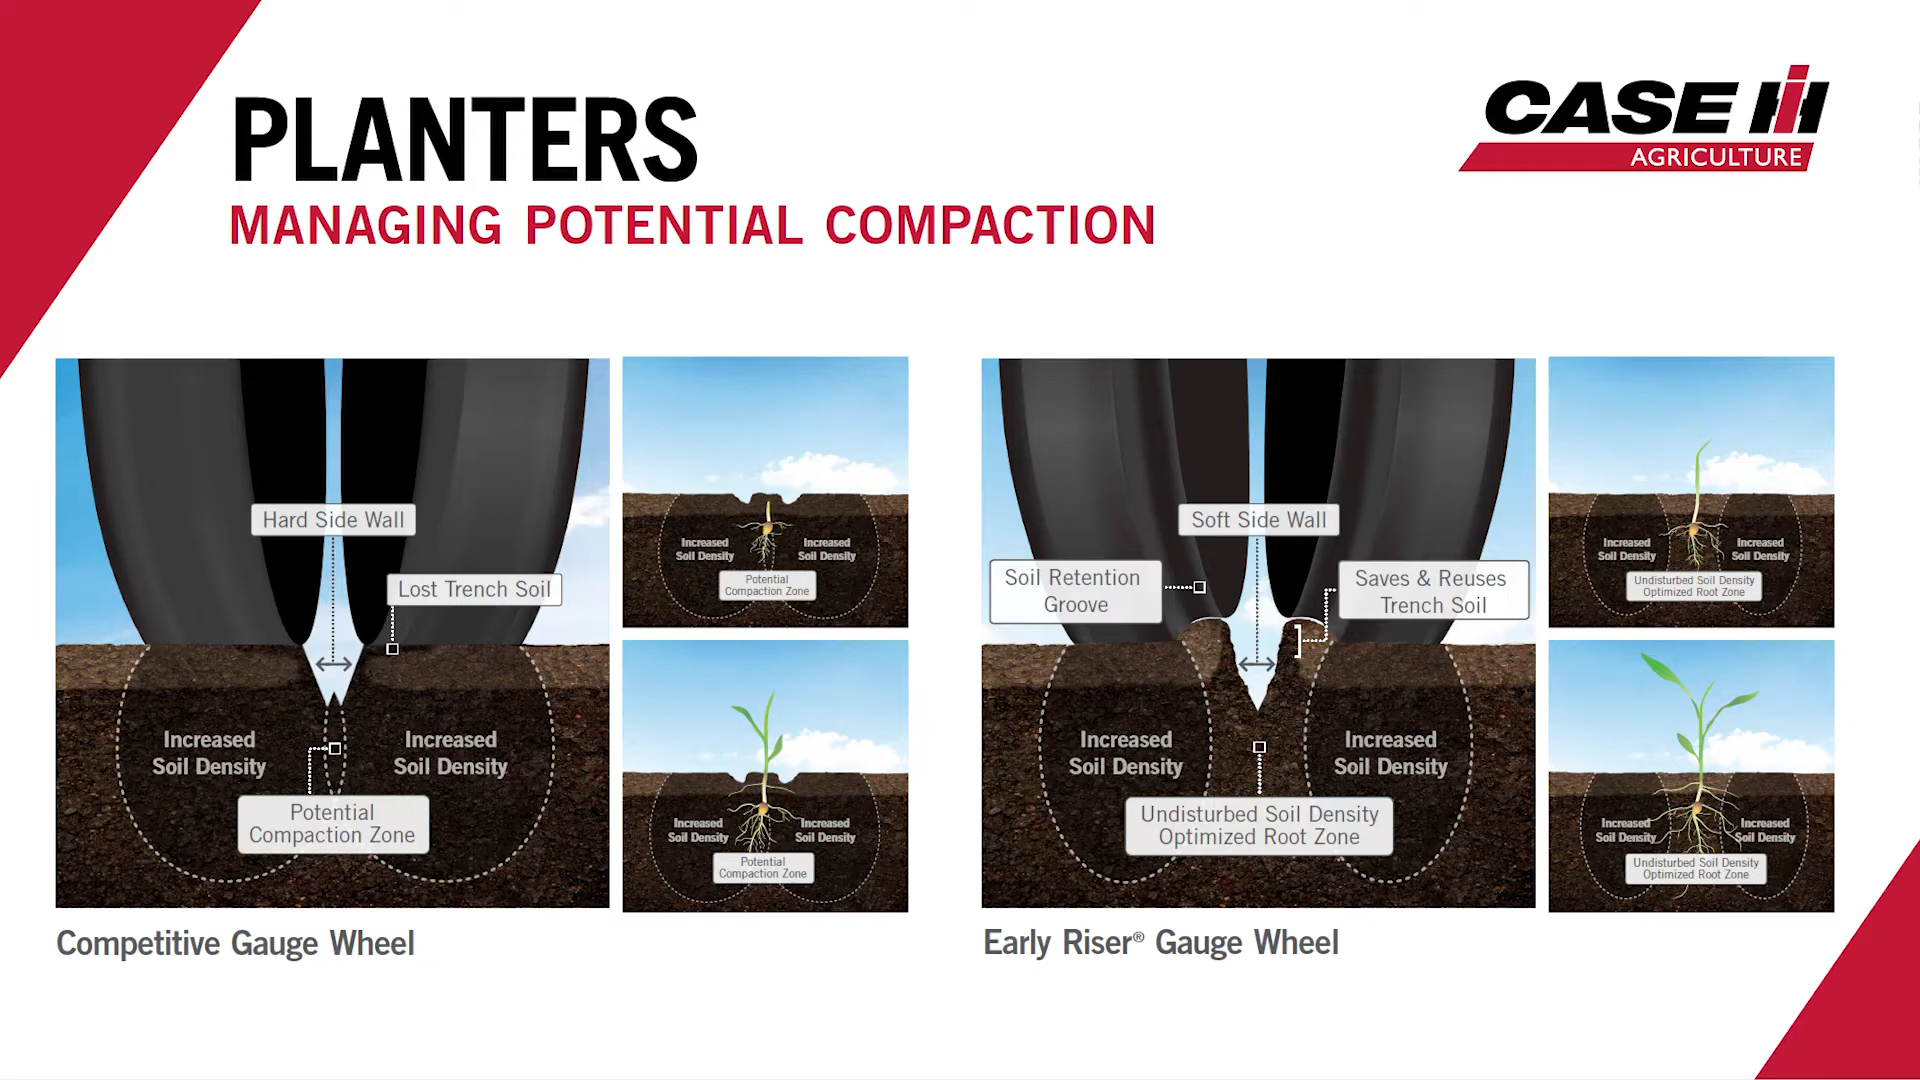 PLANTERS
MANAGING POTENTIAL COMPACTION
CASE IH
AGRICULTURE
Hard Side Wall
Lost Trench Soil
Increased
Soil Density
Increased
Soil Density
Potential
Compaction Zone
Increased
Soil Density
Increased
Soil Density
Potential
Compaction Zone
Increased
Soil Density
Increased
Soil Density
Potential
Compaction Zone
Competitive Gauge Wheel
Soft Side Wall
Soil Retention
Groove
Saves & Reuses
Trench Soil
Increased
Soil Density
Increased
Soil Density
Undisturbed Soil Density
Optimized Root Zone
Increased
Soil Density
Increased
Soil Density
Undisturbed Soil Density
Optimized Root Zone
Increased
Soil Density
Increased
Soil Density
Undisturbed Soil Density
Optimized Root Zone
Early Riser® Gauge Wheel